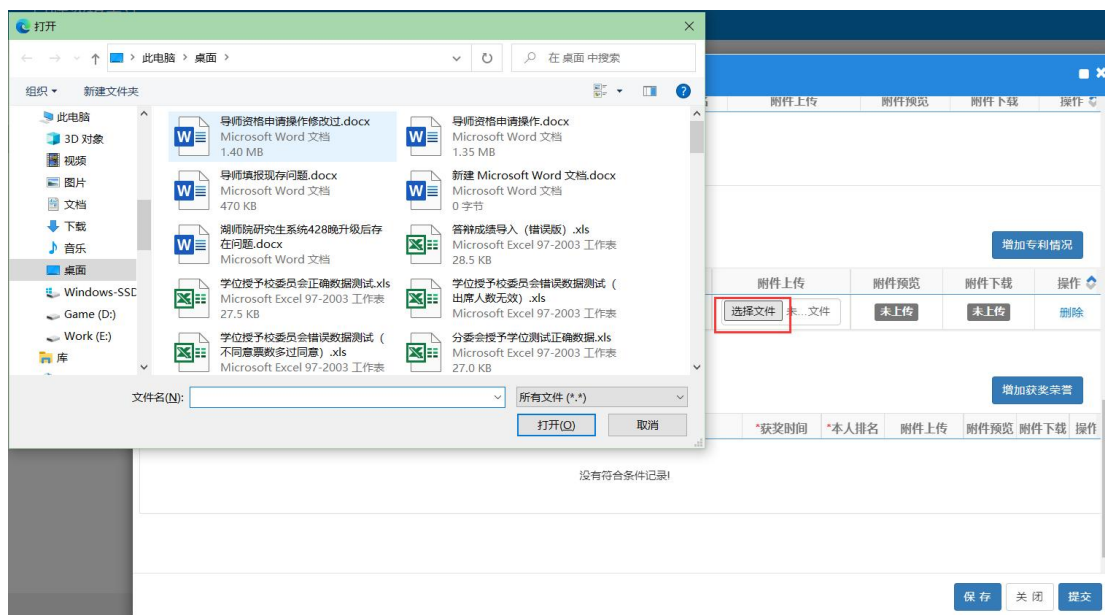 打开
此电脑 > 桌面 >
在 桌面 中搜索
组织
新建文件夹
此电脑
3D 对象
视频
图片
文档
下载
音乐
桌面
Windows-SSD
Game (D:)
Work (E:)
库
导师资格申请操作修改过.docx
Microsoft Word 文档
1.40 MB
导师资格申请操作.docx
Microsoft Word 文档
1.35 MB
导师填报现存问题.docx
Microsoft Word 文档
470 KB
新建 Microsoft Word 文档.docx
Microsoft Word 文档
0 字节
湖师院研究生系统428晚升级后存
在问题.docx
Microsoft Word 文档
答辩成绩导入（错误版）.xls
Microsoft Excel 97-2003 工作表
28.5 KB
学位授予校委员会正确数据测试.xls
Microsoft Excel 97-2003 工作表
27.5 KB
学位授予校委员会错误数据测试（
出席人数无效）.xls
Microsoft Excel 97-2003 工作表
学位授予校委员会错误数据测试（
不同意票数多过同意）.xls
Microsoft Excel 97-2003 工作表
分委会授予学位测试正确数据.xls
Microsoft Excel 97-2003 工作表
27.0 KB
文件名(N):
所有文件 (*.*)
打开(O)
取消
附件上传 附件预览 附件下载 操作
增加专利情况
附件上传 附件预览 附件下载 操作
选择文件 未...文件 未上传 未上传 删除
增加获奖荣誉
*获奖时间 *本人排名 附件上传 附件预览 附件下载 操作
没有符合条件记录!
保存 关闭 提交